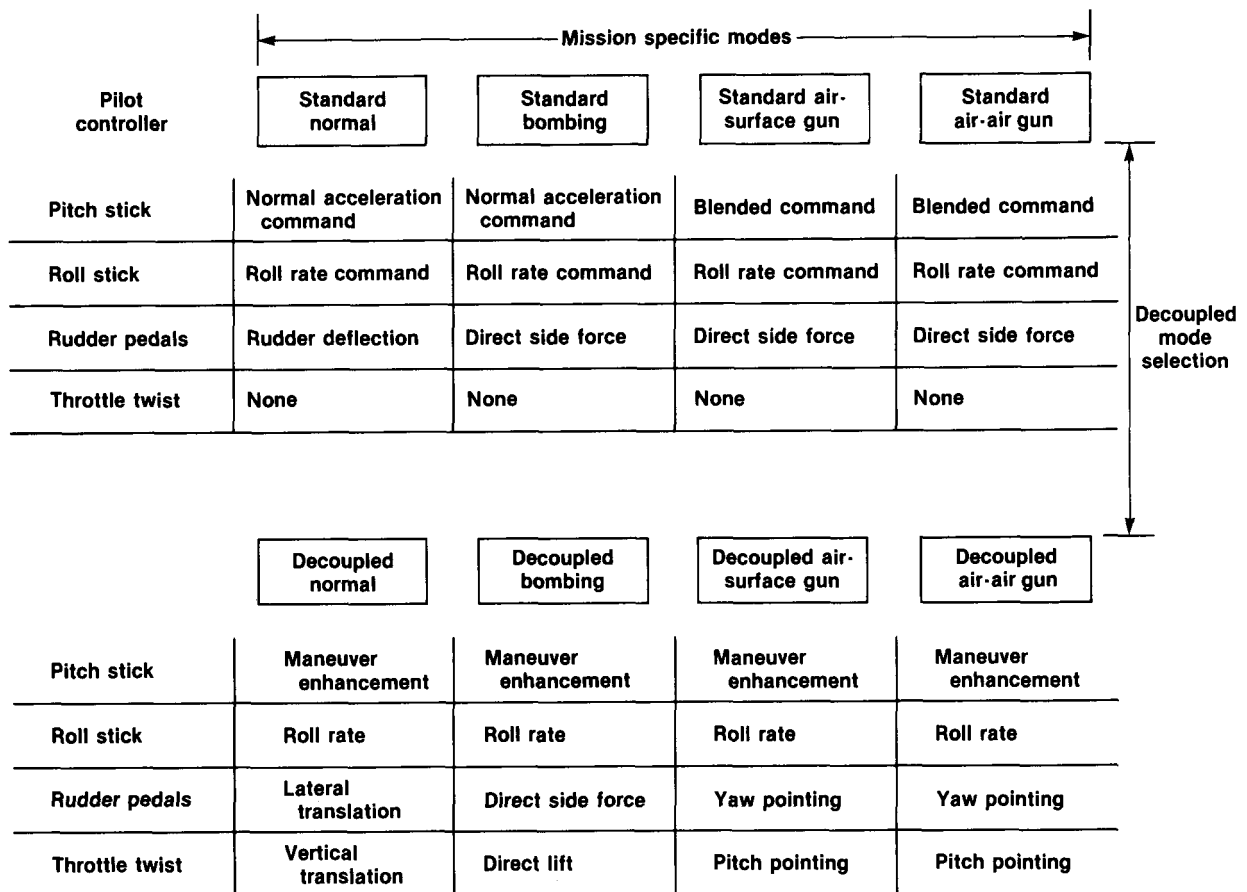 Mission specific modes
Pilot controller
Standard normal
Standard bombing
Standard air-surface gun
Standard air-air gun
Pitch stick
Normal acceleration command
Normal acceleration command
Blended command
Blended command
Roll stick
Roll rate command
Roll rate command
Roll rate command
Roll rate command
Rudder pedals
Rudder deflection
Direct side force
Direct side force
Direct side force
Throttle twist
None
None
None
None
Decoupled mode selection
Decoupled normal
Decoupled bombing
Decoupled air-surface gun
Decoupled air-air gun
Pitch stick
Maneuver enhancement
Maneuver enhancement
Maneuver enhancement
Maneuver enhancement
Roll stick
Roll rate
Roll rate
Roll rate
Roll rate
Rudder pedals
Lateral translation
Direct side force
Yaw pointing
Yaw pointing
Throttle twist
Vertical translation
Direct lift
Pitch pointing
Pitch pointing